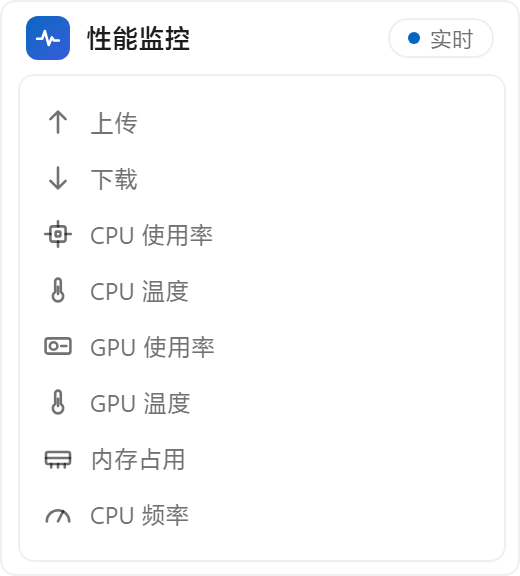 性能监控
实时
上传
下载
CPU 使用率
CPU 温度
GPU 使用率
GPU 温度
内存占用
CPU 频率